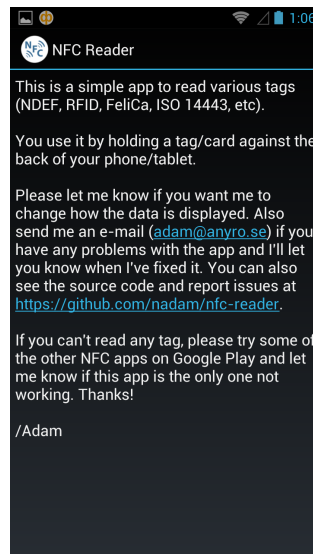 1:06
NFC Reader
This is a simple app to read various tags
(NDEF, RFID, FeliCa, ISO 14443, etc).
You use it by holding a tag/card against the
back of your phone/tablet.
Please let me know if you want me to
change how the data is displayed. Also
send me an e-mail (adam@anyro.se) if you
have any problems with the app and I'll let
you know when I've fixed it. You can also
see the source code and report issues at
https://github.com/nadam/nfc-reader.
If you can't read any tag, please try some of
the other NFC apps on Google Play and let
me know if this app is the only one not
working. Thanks!
/Adam